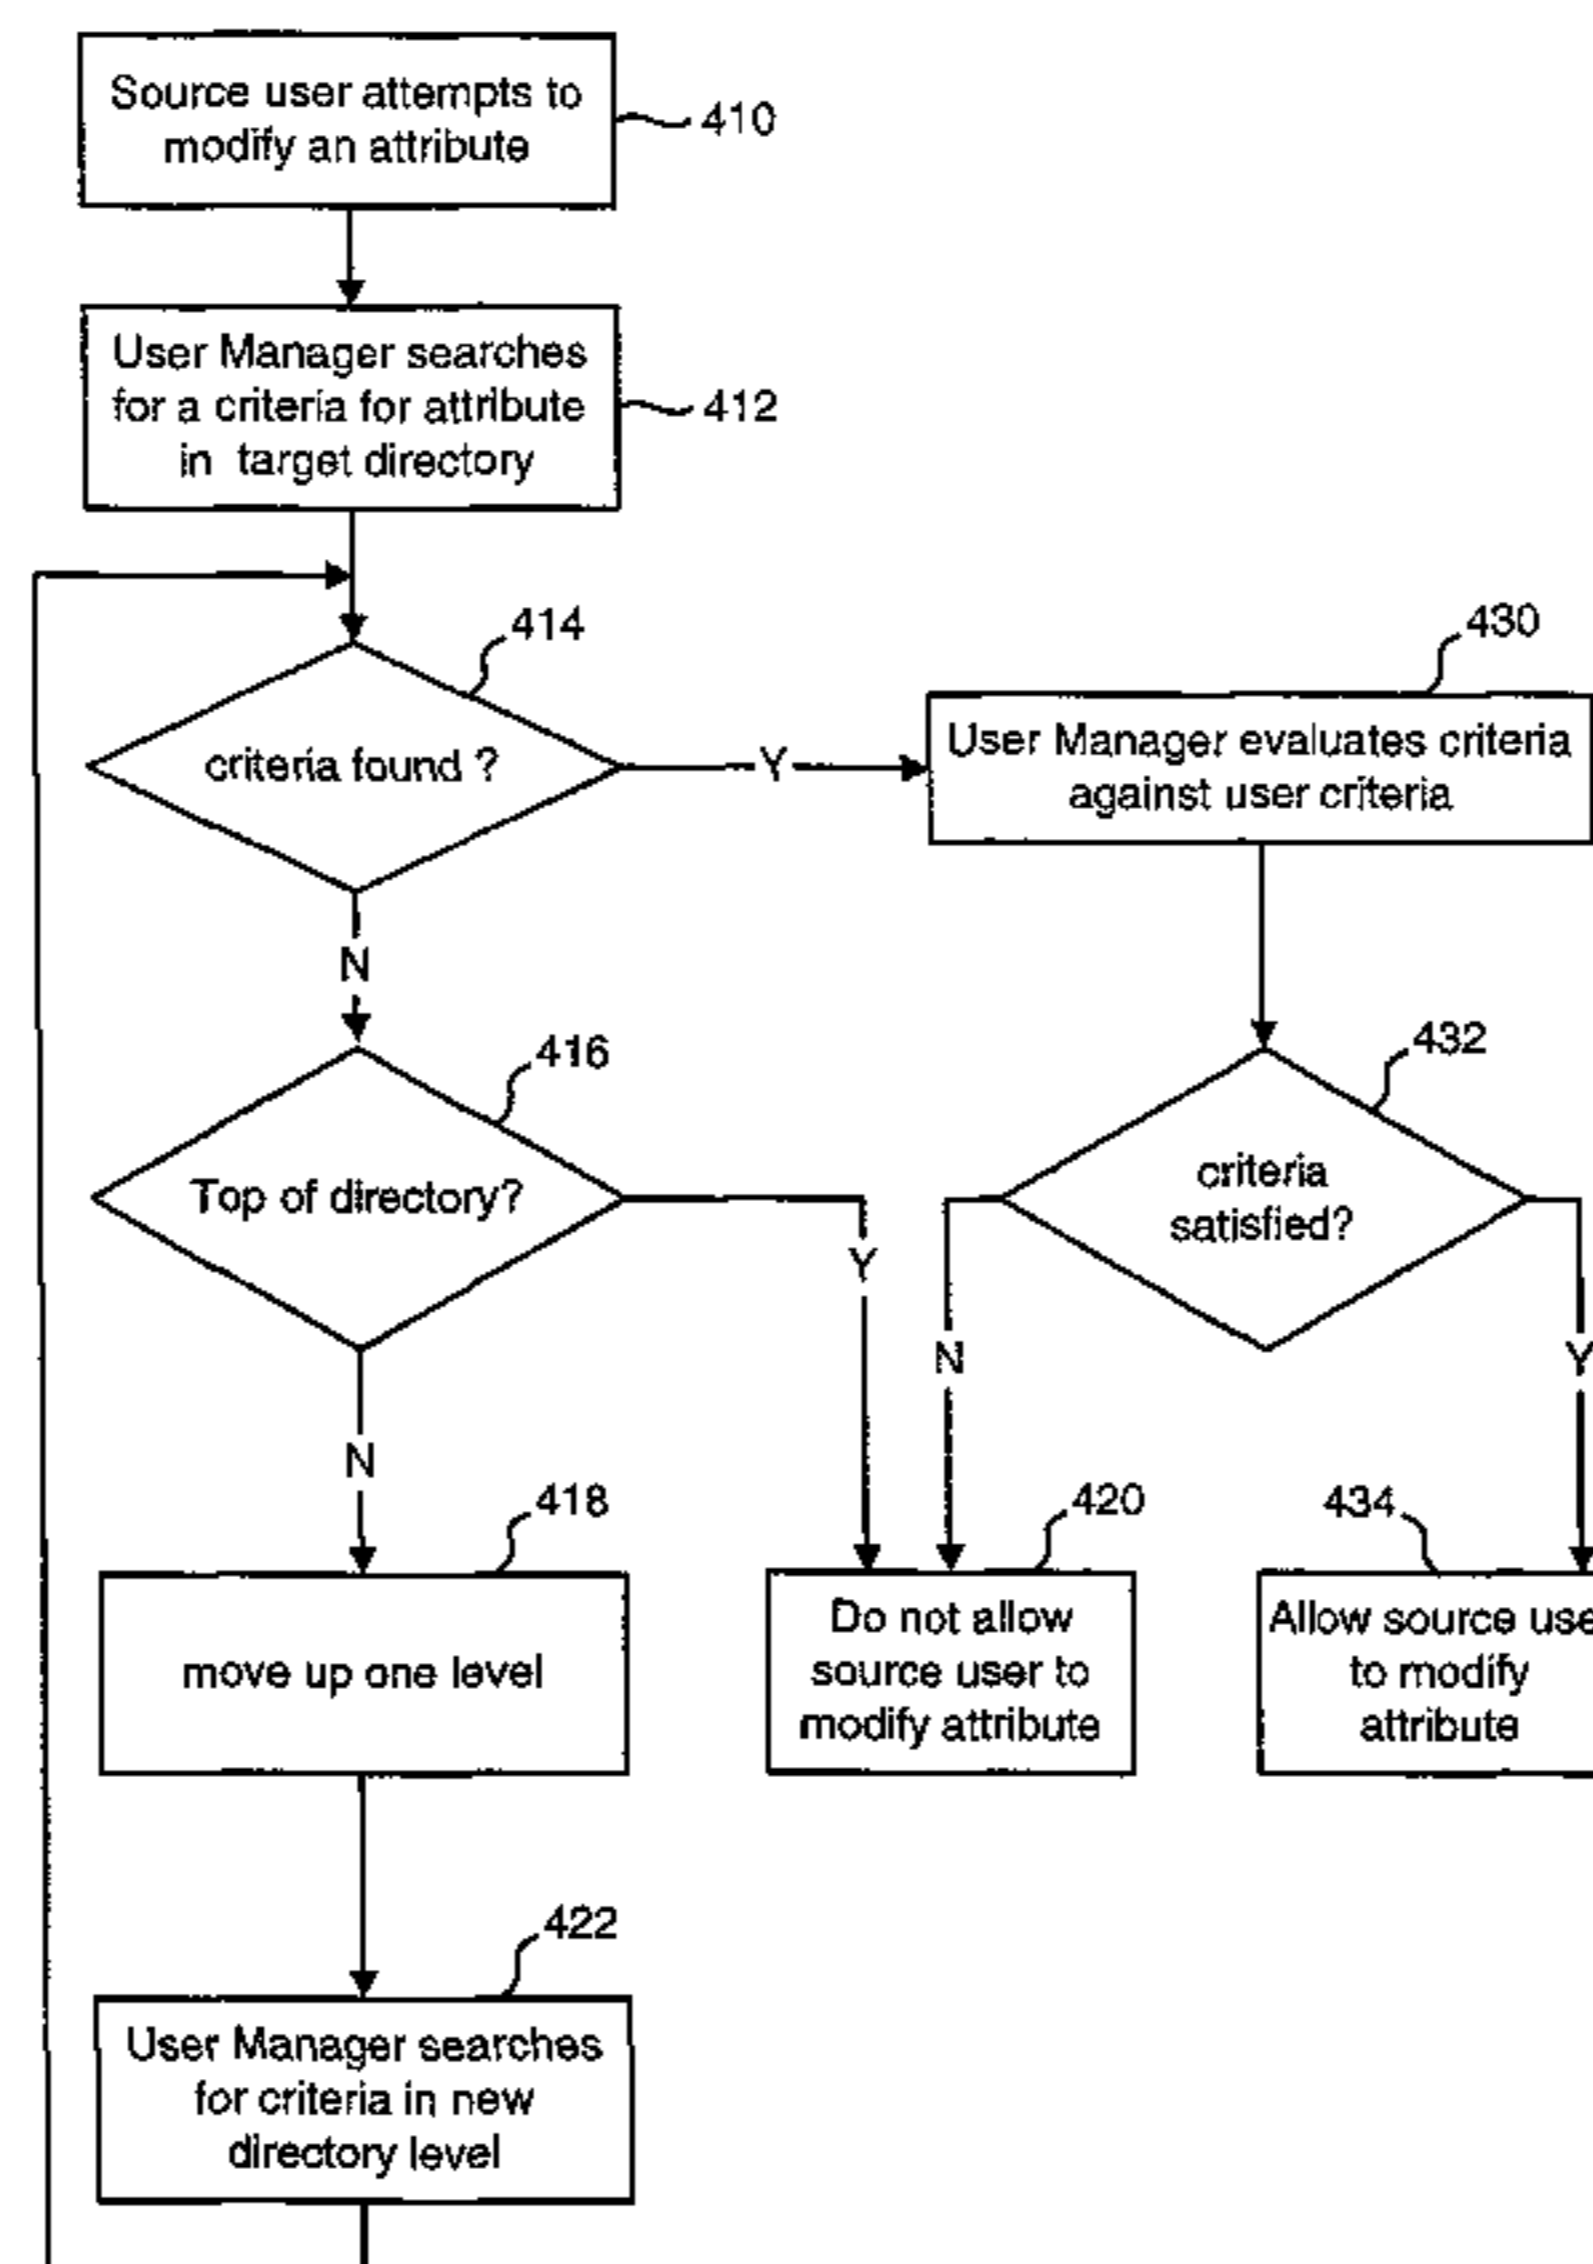 Source user attempts to
modify an attribute
410
User Manager searches
for a criteria for attribute
in target directory
412
414
criteria found ?
Y
430
User Manager evaluates criteria
against user criteria
N
416
Top of directory?
Y
432
criteria
satisfied?
N
Y
N
418
move up one level
420
Do not allow
source user to
modify attribute
434
Allow source use
to modify
attribute
422
User Manager searches
for criteria in new
directory level